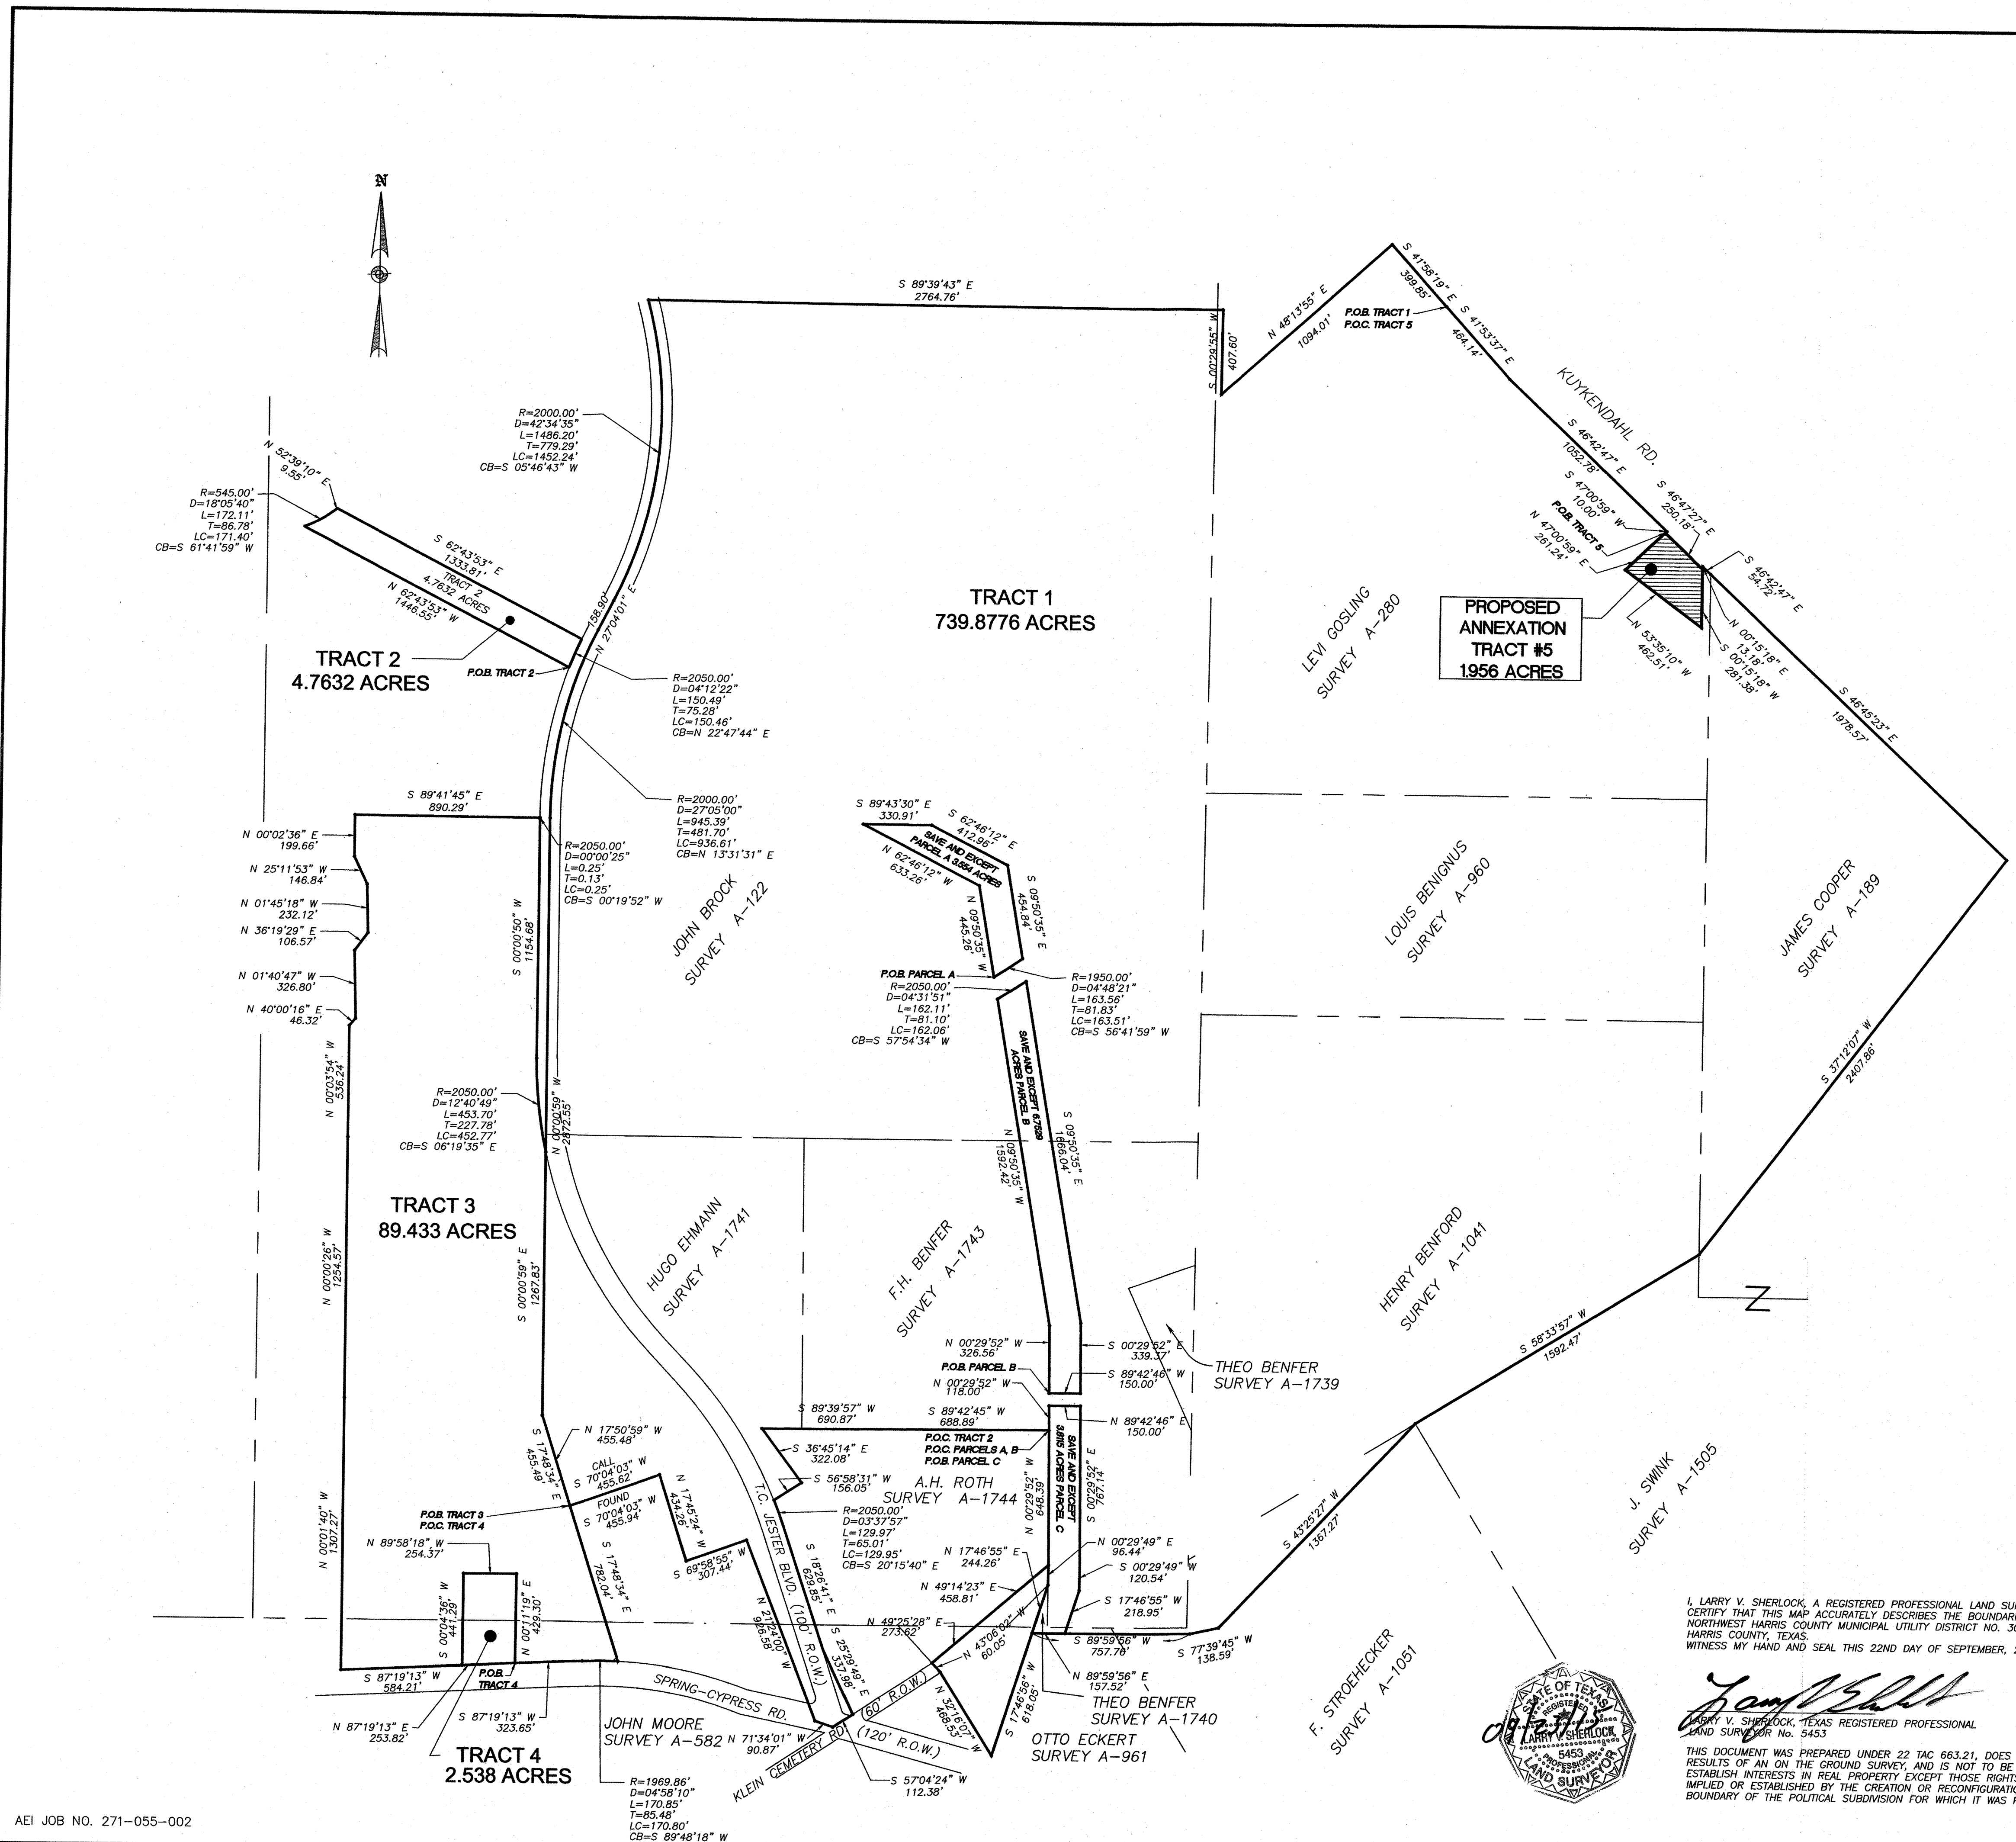 N
S 89°39'43" E
2764.76'
S 00°29'55" W
407.60'
N 48°13'55" E
1094.01'
S 41°58'19" E
399.85'
P.O.B. TRACT 1
P.O.C. TRACT 5
S 41°53'37" E
464.14'
KUYKENDAHL RD.
S 46°42'47" E
1052.78'
S 47°00'59" W
10.00'
P.O.B. TRACT 5
N 47°00'59" E
261.24'
S 46°47'27" E
250.18'
S 46°42'47" E
54.72'
N 00°15'18" E
13.18'
S 00°15'18" W
281.38'
N 53°35'10" W
462.51'
PROPOSED
ANNEXATION
TRACT #5
1.956 ACRES
S 46°45'23" E
1978.57'
LEVI GOSLING
SURVEY A-280
R=2000.00'
D=42°34'35"
L=1486.20'
T=779.29'
LC=1452.24'
CB=S 05°46'43" W
N 52°39'10" E
9.55'
R=545.00'
D=18°05'40"
L=172.11'
T=86.78'
LC=171.40'
CB=S 61°41'59" W
S 62°43'53" E
1333.81'
TRACT 2
4.7632 ACRES
N 62°43'53" W
1446.55'
158.90'
N 27°04'01" E
TRACT 1
739.8776 ACRES
TRACT 2
4.7632 ACRES
P.O.B. TRACT 2
R=2050.00'
D=04°12'22"
L=150.49'
T=75.28'
LC=150.46'
CB=N 22°47'44" E
R=2000.00'
D=27°05'00"
L=945.39'
T=481.70'
LC=936.61'
CB=N 13°31'31" E
S 89°41'45" E
890.29'
R=2050.00'
D=00°00'25"
L=0.25'
T=0.13'
LC=0.25'
CB=S 00°19'52" W
N 00°02'36" E
199.66'
N 25°11'53" W
146.84'
N 01°45'18" W
232.12'
N 36°19'29" E
106.57'
N 01°40'47" W
326.80'
N 40°00'16" E
46.32'
N 00°03'54" W
536.24'
S 00°00'50" W
1154.68'
JOHN BROCK
SURVEY A-122
S 89°43'30" E
330.91'
S 62°46'12" E
412.96'
SAVE AND EXCEPT
PARCEL A 3.554 ACRES
N 62°46'12" W
633.26'
S 09°50'35" E
454.84'
N 09°50'35" W
445.26'
P.O.B. PARCEL A
R=2050.00'
D=04°31'51"
L=162.11'
T=81.10'
LC=162.06'
CB=S 57°54'34" W
R=1950.00'
D=04°48'21"
L=163.56'
T=81.83'
LC=163.51'
CB=S 56°41'59" W
LOUIS BENIGNUS
SURVEY A-960
JAMES COOPER
SURVEY A-189
S 37°12'07" W
2407.86'
SAVE AND EXCEPT 6.7529
ACRES PARCEL B
S 09°50'35" E
1666.04'
N 09°50'35" W
1592.42'
R=2050.00'
D=12°40'49"
L=453.70'
T=227.78'
LC=452.77'
CB=S 06°19'35" E
N 00°00'59" W
2872.55'
TRACT 3
89.433 ACRES
N 00°00'26" W
1254.57'
S 00°00'59" E
1267.83'
HUGO EHMANN
SURVEY A-1741
F.H. BENFER
SURVEY A-1743
HENRY BENFORD
SURVEY A-1041
Z
S 58°33'57" W
1592.47'
N 00°29'52" W
326.56'
P.O.B. PARCEL B
N 00°29'52" W
118.00'
S 00°29'52" E
339.37'
S 89°42'46" W
150.00'
THEO BENFER
SURVEY A-1739
S 89°39'57" W
690.87'
S 89°42'45" W
688.89'
N 89°42'46" E
150.00'
P.O.C. TRACT 2
P.O.C. PARCELS A, B
P.O.B. PARCEL C
SAVE AND EXCEPT
3.8115 ACRES PARCEL C
S 00°29'52" E
767.14'
N 00°29'52" W
648.39'
S 36°45'14" E
322.08'
S 56°58'31" W
156.05'
A.H. ROTH
SURVEY A-1744
R=2050.00'
D=03°37'57"
L=129.97'
T=65.01'
LC=129.95'
CB=S 20°15'40" E
N 17°50'59" W
455.48'
S 17°48'34" E
455.49'
CALL
S 70°04'03" W
455.62'
FOUND
S 70°04'03" W
455.94'
N 17°45'24" W
434.26'
S 69°58'55" W
307.44'
P.O.B. TRACT 3
P.O.C. TRACT 4
N 89°58'18" W
254.37'
S 17°48'34" E
782.04'
N 00°01'40" W
1307.27'
S 00°04'36" W
441.29'
N 00°11'19" E
429.30'
N 21°24'00" W
926.58'
T.C. JESTER BLVD. (100' R.O.W.)
S 18°26'41" E
629.85'
S 25°29'49" E
337.98'
N 17°46'55" E
244.26'
N 49°14'23" E
458.81'
N 49°25'28" E
273.62'
N 43°06'02" W
60.05'
N 00°29'49" E
96.44'
S 00°29'49" W
120.54'
S 17°46'55" W
218.95'
S 89°59'56" W
757.70'
S 77°39'45" W
138.59'
S 43°25'27" W
1367.27'
N 89°59'56" E
157.52'
THEO BENFER
SURVEY A-1740
S 17°46'56" W
618.05'
N 32°16'07" W
468.53'
OTTO ECKERT
SURVEY A-961
F. STROEHECKER
SURVEY A-1051
J. SWINK
SURVEY A-1505
S 87°19'13" W
584.21'
P.O.B.
TRACT 4
N 87°19'13" E
253.82'
S 87°19'13" W
323.65'
TRACT 4
2.538 ACRES
SPRING-CYPRESS RD.
(120' R.O.W.)
JOHN MOORE
SURVEY A-582
N 71°34'01" W
90.87'
KLEIN CEMETERY RD. (60' R.O.W.)
S 57°04'24" W
112.38'
R=1969.86'
D=04°58'10"
L=170.85'
T=85.48'
LC=170.80'
CB=S 89°48'18" W
I, LARRY V. SHERLOCK, A REGISTERED PROFESSIONAL LAND SU
CERTIFY THAT THIS MAP ACCURATELY DESCRIBES THE BOUNDAR
NORTHWEST HARRIS COUNTY MUNICIPAL UTILITY DISTRICT NO. 3
HARRIS COUNTY, TEXAS.
WITNESS MY HAND AND SEAL THIS 22ND DAY OF SEPTEMBER, 2
STATE OF TEXAS
REGISTERED
LARRY V. SHERLOCK
5453
PROFESSIONAL
LAND SURVEYOR
LARRY V. SHERLOCK, TEXAS REGISTERED PROFESSIONAL
LAND SURVEYOR No. 5453
THIS DOCUMENT WAS PREPARED UNDER 22 TAC 663.21, DOES
RESULTS OF AN ON THE GROUND SURVEY, AND IS NOT TO BE
ESTABLISH INTERESTS IN REAL PROPERTY EXCEPT THOSE RIGHTS
IMPLIED OR ESTABLISHED BY THE CREATION OR RECONFIGURATIO
BOUNDARY OF THE POLITICAL SUBDIVISION FOR WHICH IT WAS
AEI JOB NO. 271-055-002